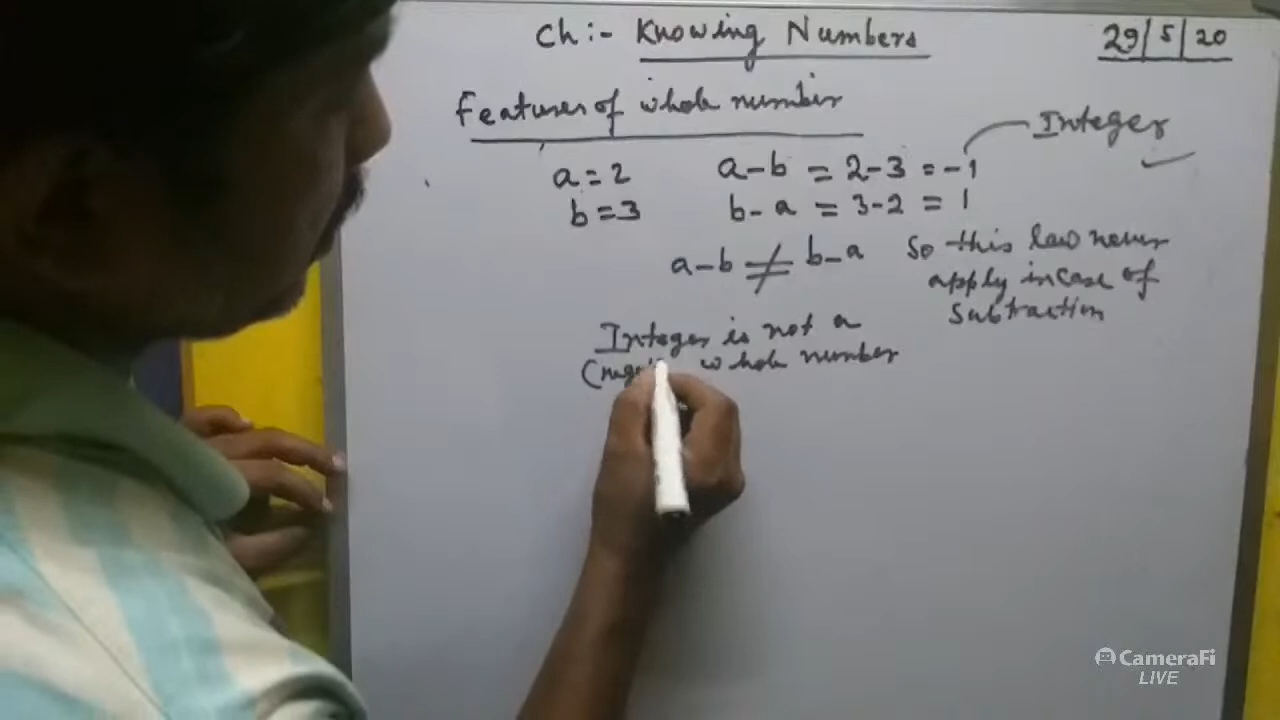 Ch :- Knowing Numbers
29/5/20
Features of whole number
Integer
a = 2
a - b = 2 - 3 = -1
b = 3
b - a = 3 - 2 = 1
a - b ≠ b - a
So this law never
apply in case of
subtraction
Integer is not a
(neg whole number
CameraFi
LIVE